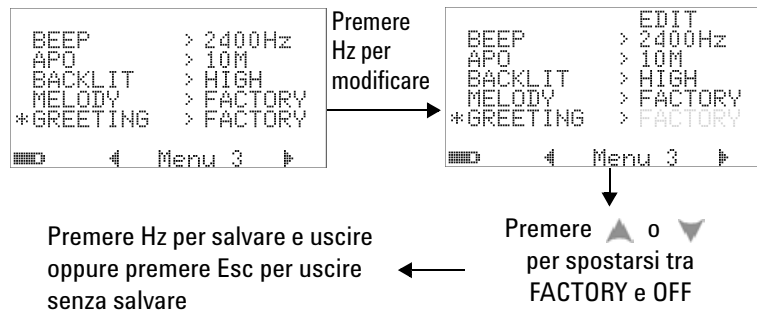 BEEP > 2400Hz
APO > 10M
BACKLIT > HIGH
MELODY > FACTORY
*GREETING > FACTORY
Menu 3
Premere
Hz per
modificare
EDIT
BEEP > 2400Hz
APO > 10M
BACKLIT > HIGH
MELODY > FACTORY
*GREETING > FACTORY
Menu 3
Premere o
per spostarsi tra
FACTORY e OFF
Premere Hz per salvare e uscire
oppure premere Esc per uscire
senza salvare